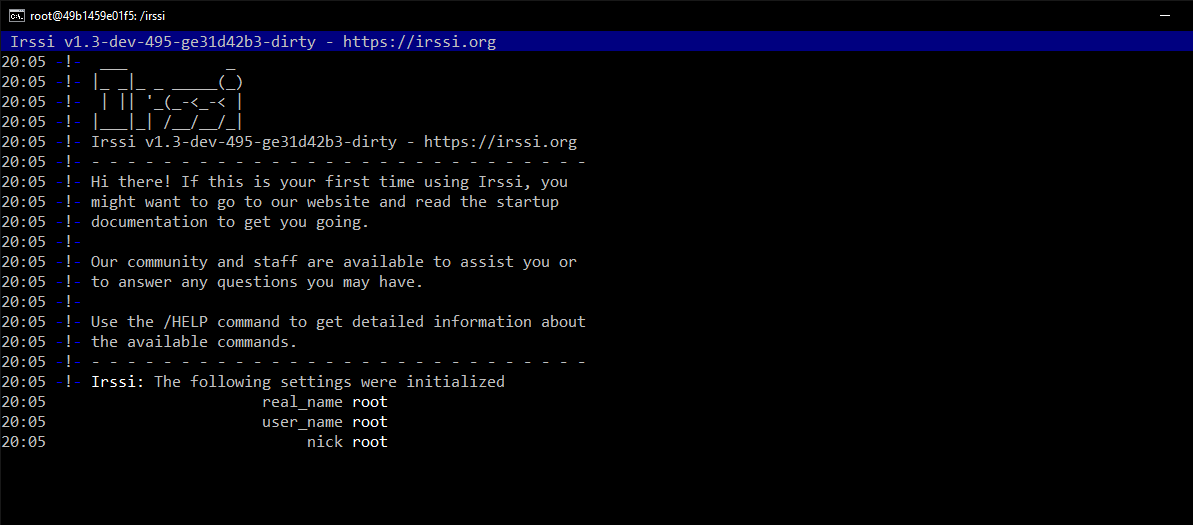 root@49b1459e01f5: /irssi
Irssi v1.3-dev-495-ge31d42b3-dirty - https://irssi.org
20:05 -!-  ___           _
20:05 -!- |_ _|_ _ _____(_)
20:05 -!-  | || '_(_-<_-< |
20:05 -!- |___|_| /__/__/_|
20:05 -!- Irssi v1.3-dev-495-ge31d42b3-dirty - https://irssi.org
20:05 -!- - - - - - - - - - - - - - - - - - - - - - - - - - - - -
20:05 -!- Hi there! If this is your first time using Irssi, you
20:05 -!- might want to go to our website and read the startup
20:05 -!- documentation to get you going.
20:05 -!-
20:05 -!- Our community and staff are available to assist you or
20:05 -!- to answer any questions you may have.
20:05 -!-
20:05 -!- Use the /HELP command to get detailed information about
20:05 -!- the available commands.
20:05 -!- - - - - - - - - - - - - - - - - - - - - - - - - - - - -
20:05 -!- Irssi: The following settings were initialized
20:05                        real_name root
20:05                        user_name root
20:05                             nick root